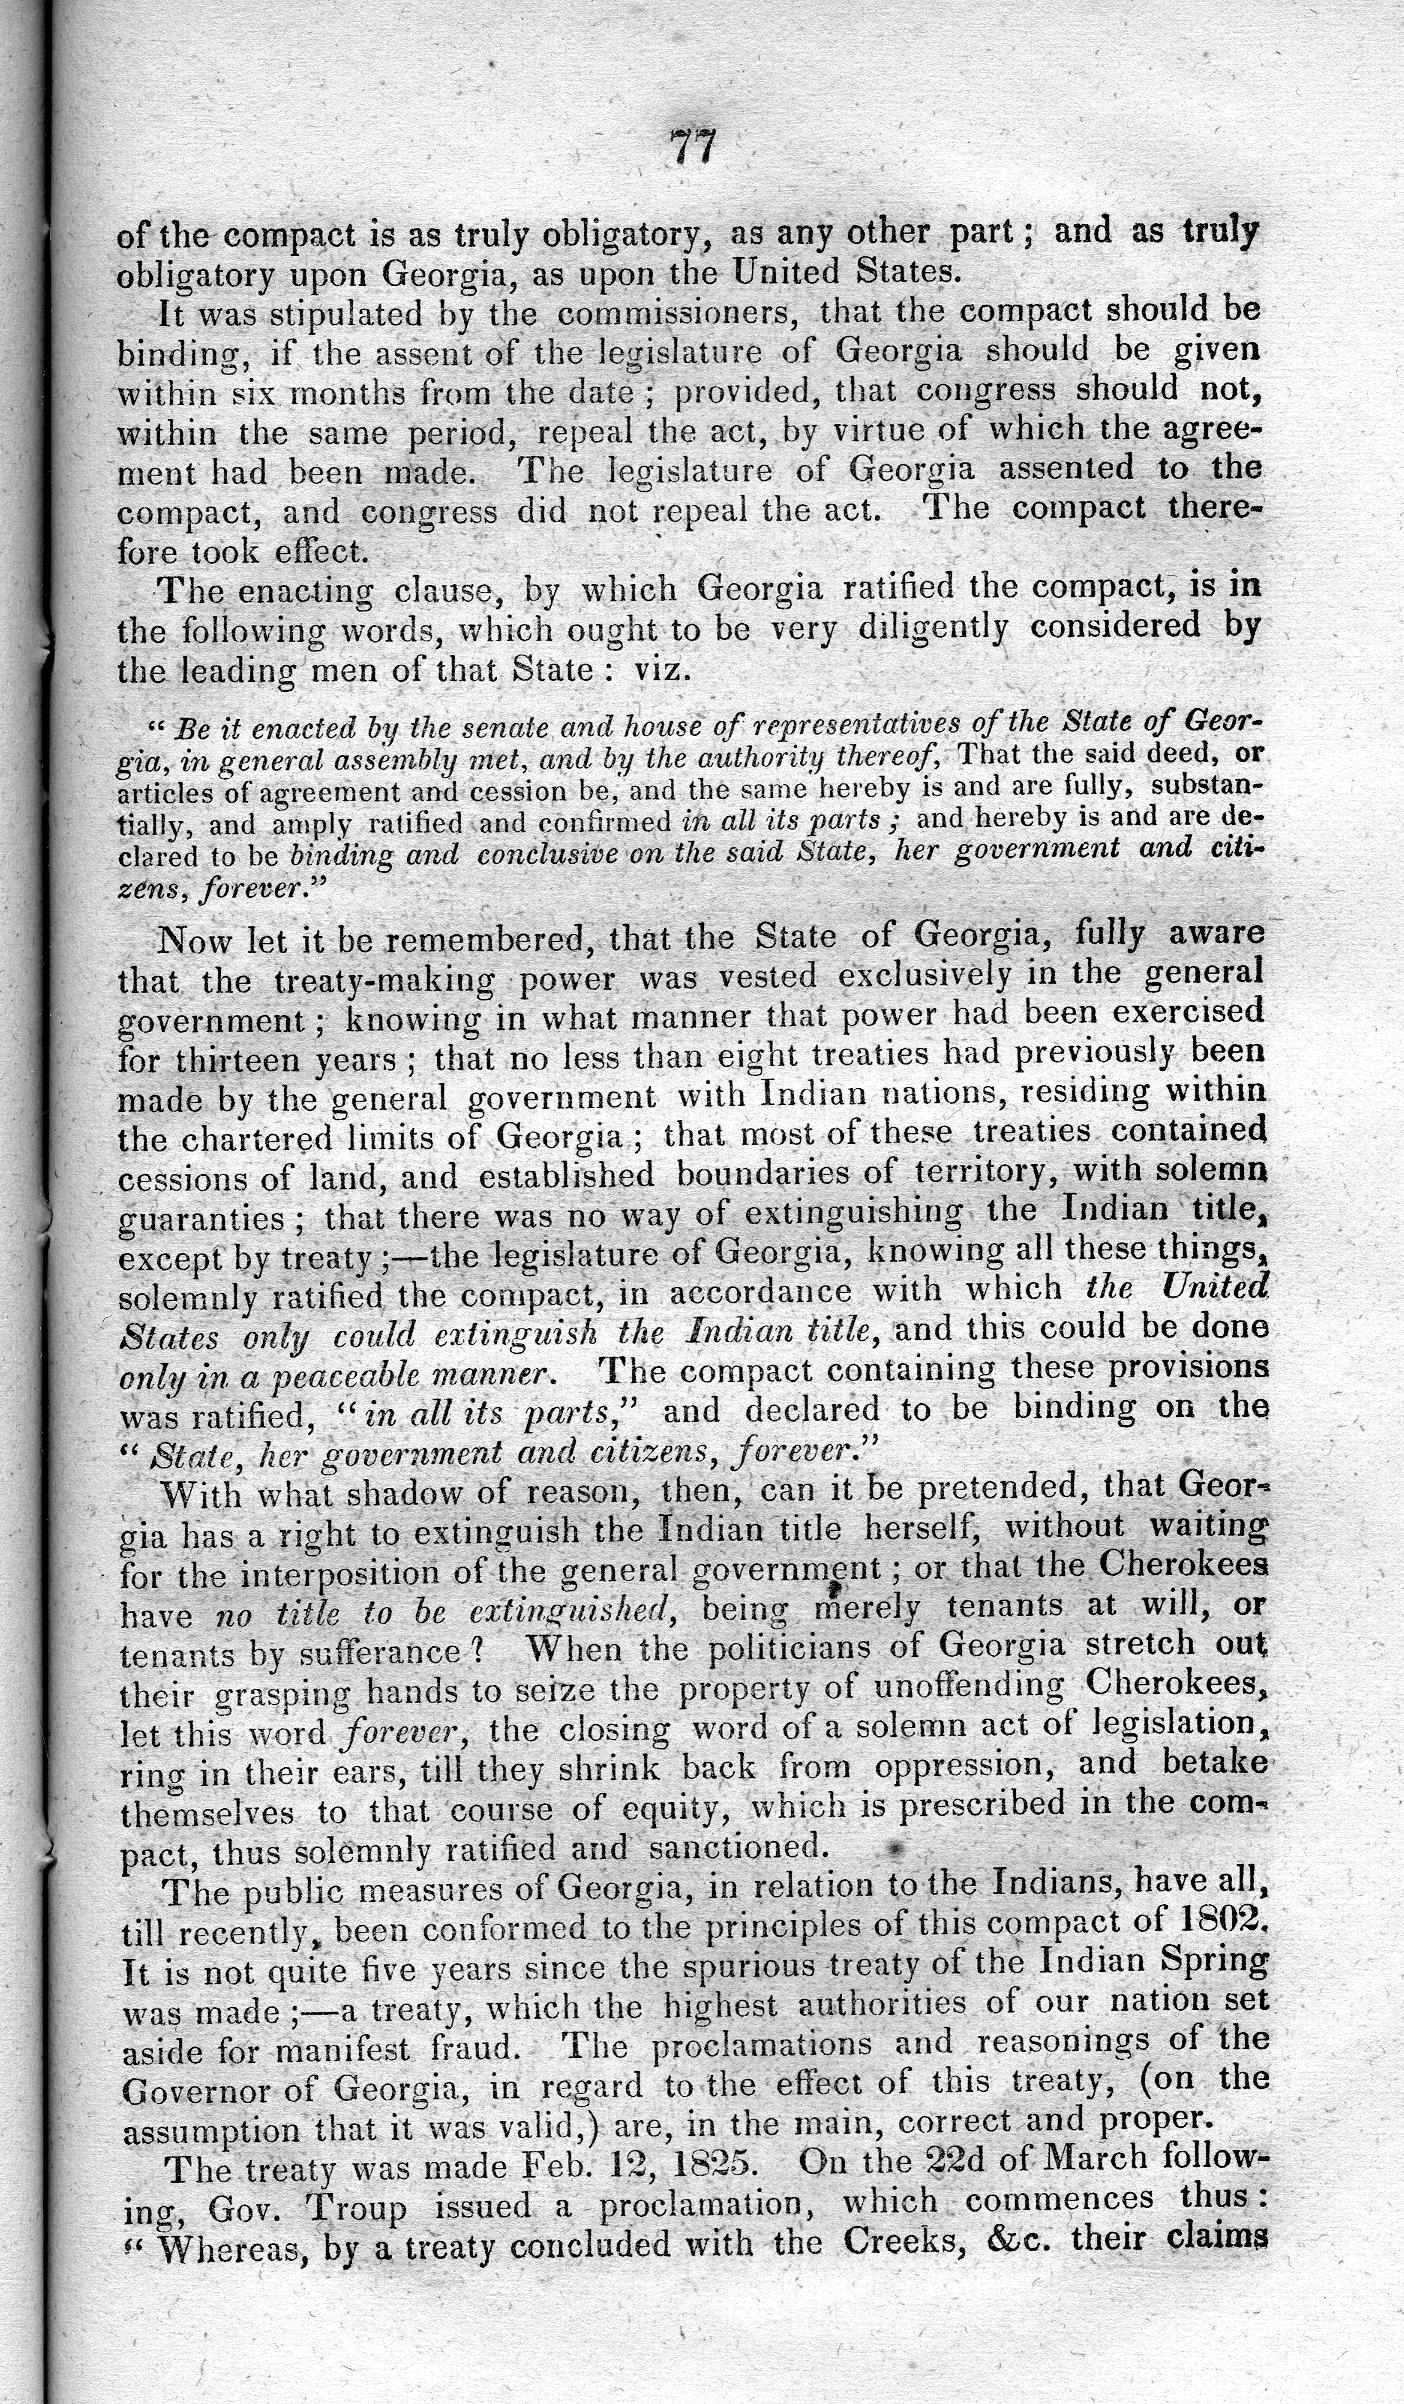 77
of the compact is as truly obligatory, as any other part; and as truly
obligatory upon Georgia, as upon the United States.
It was stipulated by the commissioners, that the compact should be
binding, if the assent of the legislature of Georgia should be given
within six months from the date; provided, that congress should not,
within the same period, repeal the act, by virtue of which the agree-
ment had been made. The legislature of Georgia assented to the
compact, and congress did not repeal the act. The compact there-
fore took effect.
The enacting clause, by which Georgia ratified the compact, is in
the following words, which ought to be very diligently considered by
the leading men of that State: viz.
"Be it enacted by the senate and house of representatives of the State of Geor-
gia, in general assembly met, and by the authority thereof, That the said deed, or
articles of agreement and cession be, and the same hereby is and are fully, substan-
tially, and amply ratified and confirmed in all its parts; and hereby is and are de-
clared to be binding and conclusive on the said State, her government and citi-
zens, forever."
Now let it be remembered, that the State of Georgia, fully aware
that the treaty-making power was vested exclusively in the general
government; knowing in what manner that power had been exercised
for thirteen years; that no less than eight treaties had previously been
made by the general government with Indian nations, residing within
the chartered limits of Georgia; that most of these treaties contained
cessions of land, and established boundaries of territory, with solemn
guaranties; that there was no way of extinguishing the Indian title,
except by treaty;—the legislature of Georgia, knowing all these things,
solemnly ratified the compact, in accordance with which the United
States only could extinguish the Indian title, and this could be done
only in a peaceable manner. The compact containing these provisions
was ratified, "in all its parts," and declared to be binding on the
"State, her government and citizens, forever."
With what shadow of reason, then, can it be pretended, that Geor-
gia has a right to extinguish the Indian title herself, without waiting
for the interposition of the general government; or that the Cherokees
have no title to be extinguished, being merely tenants at will, or
tenants by sufferance? When the politicians of Georgia stretch out
their grasping hands to seize the property of unoffending Cherokees,
let this word forever, the closing word of a solemn act of legislation,
ring in their ears, till they shrink back from oppression, and betake
themselves to that course of equity, which is prescribed in the com-
pact, thus solemnly ratified and sanctioned.
The public measures of Georgia, in relation to the Indians, have all,
till recently, been conformed to the principles of this compact of 1802.
It is not quite five years since the spurious treaty of the Indian Spring
was made;—a treaty, which the highest authorities of our nation set
aside for manifest fraud. The proclamations and reasonings of the
Governor of Georgia, in regard to the effect of this treaty, (on the
assumption that it was valid,) are, in the main, correct and proper.
The treaty was made Feb. 12, 1825. On the 22d of March follow-
ing, Gov. Troup issued a proclamation, which commences thus:
"Whereas, by a treaty concluded with the Creeks, &c. their claims